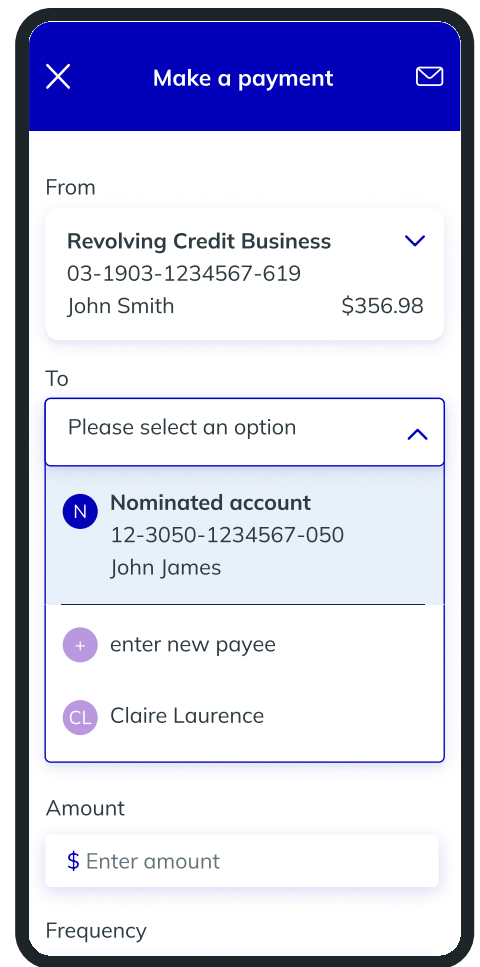 Make a payment
From
Revolving Credit Business
03-1903-1234567-619
John Smith $356.98
To
Please select an option
N Nominated account
12-3050-1234567-050
John James
+ enter new payee
CL Claire Laurence
Amount
$ Enter amount
Frequency